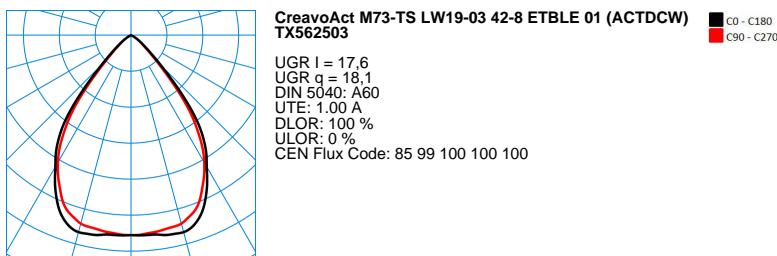 CreavoAct M73-TS LW19-03 42-8 ETBLE 01 (ACTDCW)
TX562503
UGR l = 17,6
UGR q = 18,1
DIN 5040: A60
UTE: 1.00 A
DLOR: 100 %
ULOR: 0 %
CEN Flux Code: 85 99 100 100 100
C0 - C180
C90 - C270